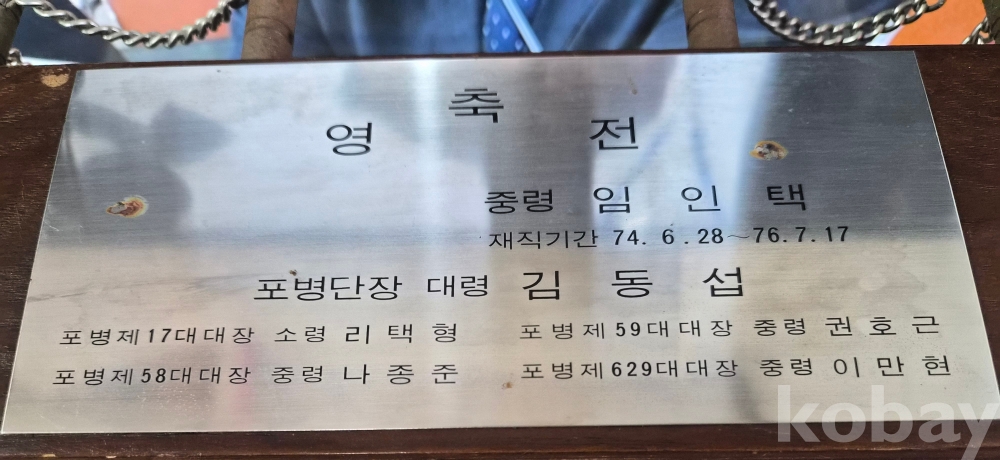 축
영 전
중령 임 인 택
재직기간 74. 6. 28~76. 7. 17
포병단장 대령 김 동 섭
포병제17대대장 소령 리택형 포병제59대대장 중령 권호근
포병제58대대장 중령 나종준 포병제629대대장 중령 이만현
kobay